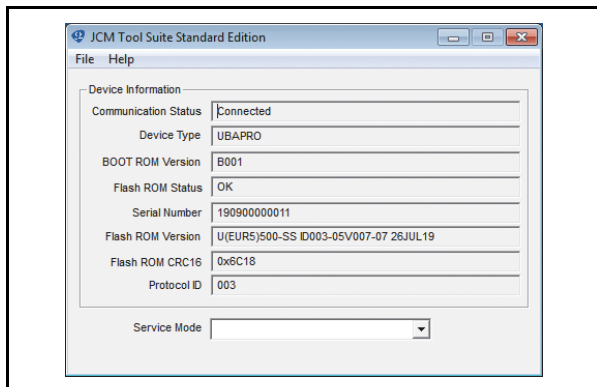 JCM Tool Suite Standard Edition
File Help
Device Information
Communication Status Connected
Device Type UBAPRO
BOOT ROM Version B001
Flash ROM Status OK
Serial Number 190900000011
Flash ROM Version U(EUR5)500-SS ID003-05V007-07 26JUL19
Flash ROM CRC16 0x6C18
Protocol ID 003
Service Mode